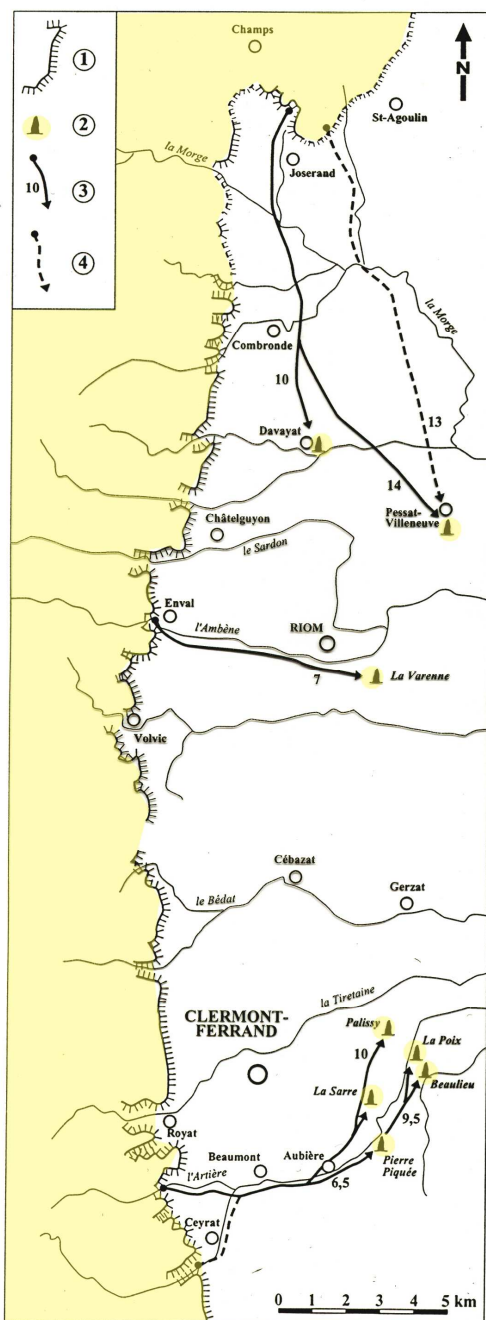 ①
②
10
③
④
Champs
N
St-Agoulin
la Morge
Joserand
la Morge
Combronde
10
13
Davayat
14
Pessat-
Villeneuve
Châtelguyon
le Sardon
Enval
l'Ambène
RIOM
7
La Varenne
Volvic
Cébazat
le Bédat
Gerzat
la Tiretaine
CLERMONT-
FERRAND
Palissy
10
La Poix
Beaulieu
La Sarre
9,5
Royat
Beaumont
Aubière
Pierre
Piquée
l'Artière
6,5
Ceyrat
0 1 2 3 4 5 km